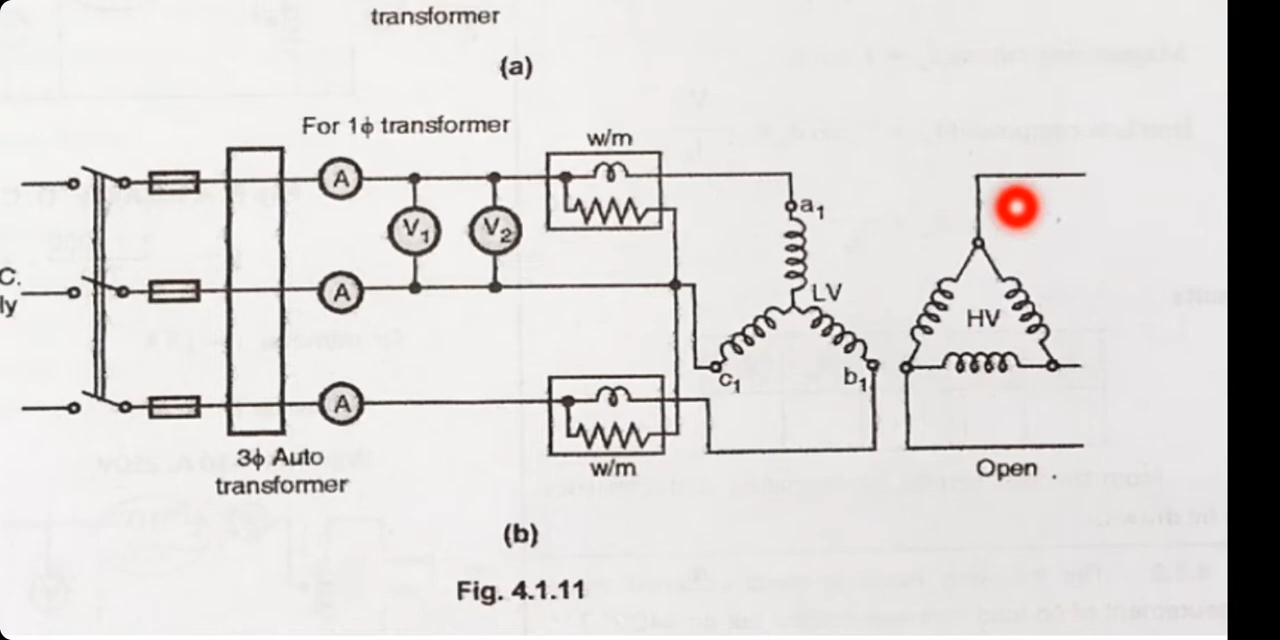 transformer
(a)
For 1ϕ transformer
w/m
A
V1
V2
a1
C.
ly
A
LV
HV
c1
b1
A
3ϕ Auto
transformer
w/m
Open
(b)
Fig. 4.1.11